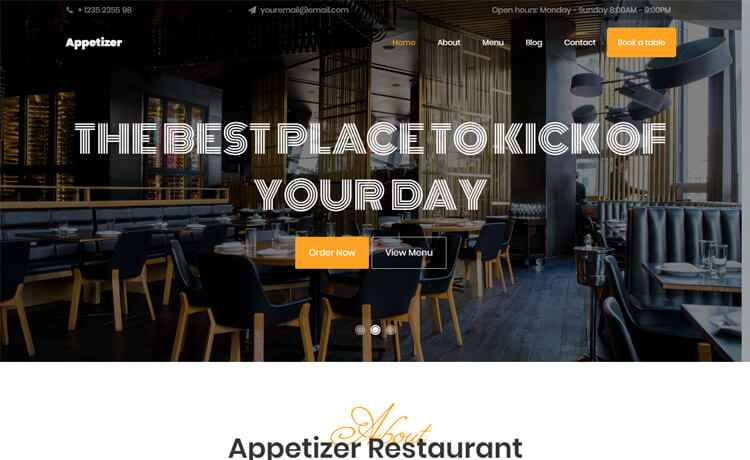 + 1235 2355 98
youremail@email.com
Open hours: Monday - Sunday 8:00AM - 9:00PM
Appetizer
Home
About
Menu
Blog
Contact
Book a table
THE BEST PLACE TO KICK OF
YOUR DAY
Order Now
View Menu
About
Appetizer Restaurant